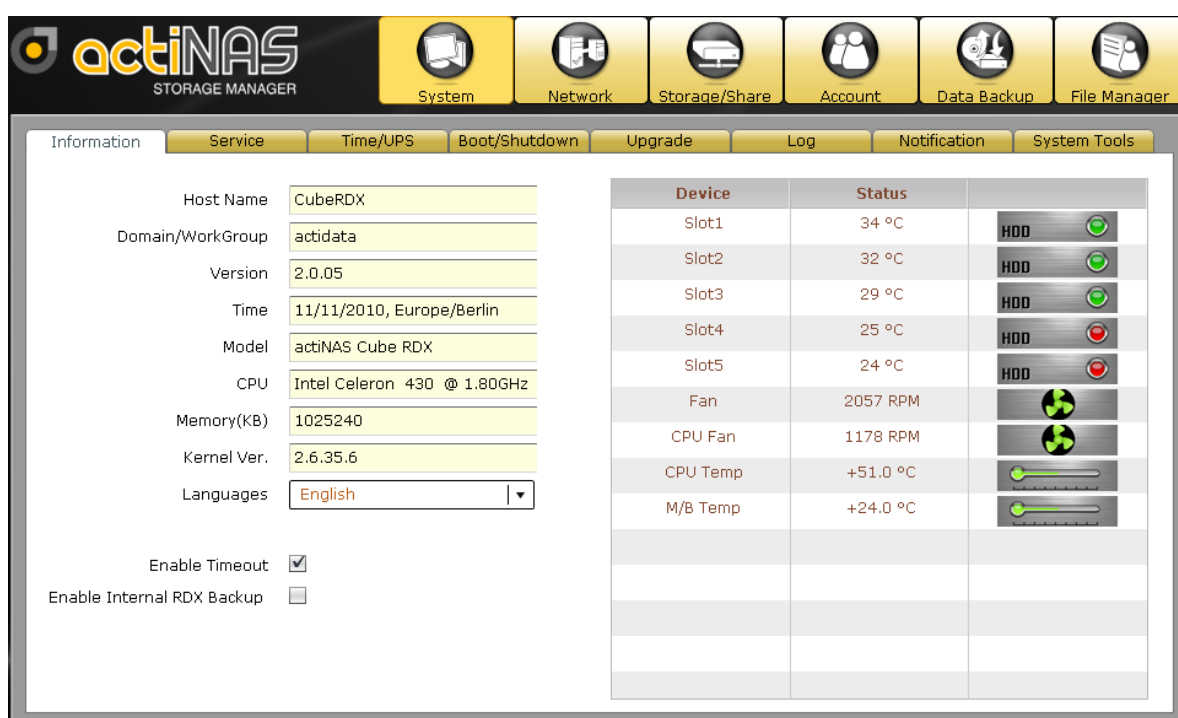 actiNAS
STORAGE MANAGER
System Network Storage/Share Account Data Backup File Manager
Information Service Time/UPS Boot/Shutdown Upgrade Log Notification System Tools
Host Name CubeRDX
Domain/WorkGroup actidata
Version 2.0.05
Time 11/11/2010, Europe/Berlin
Model actiNAS Cube RDX
CPU Intel Celeron 430 @ 1.80GHz
Memory(KB) 1025240
Kernel Ver. 2.6.35.6
Languages English
Enable Timeout
Enable Internal RDX Backup
Device Status
Slot1 34 °C HDD
Slot2 32 °C HDD
Slot3 29 °C HDD
Slot4 25 °C HDD
Slot5 24 °C HDD
Fan 2057 RPM
CPU Fan 1178 RPM
CPU Temp +51.0 °C
M/B Temp +24.0 °C